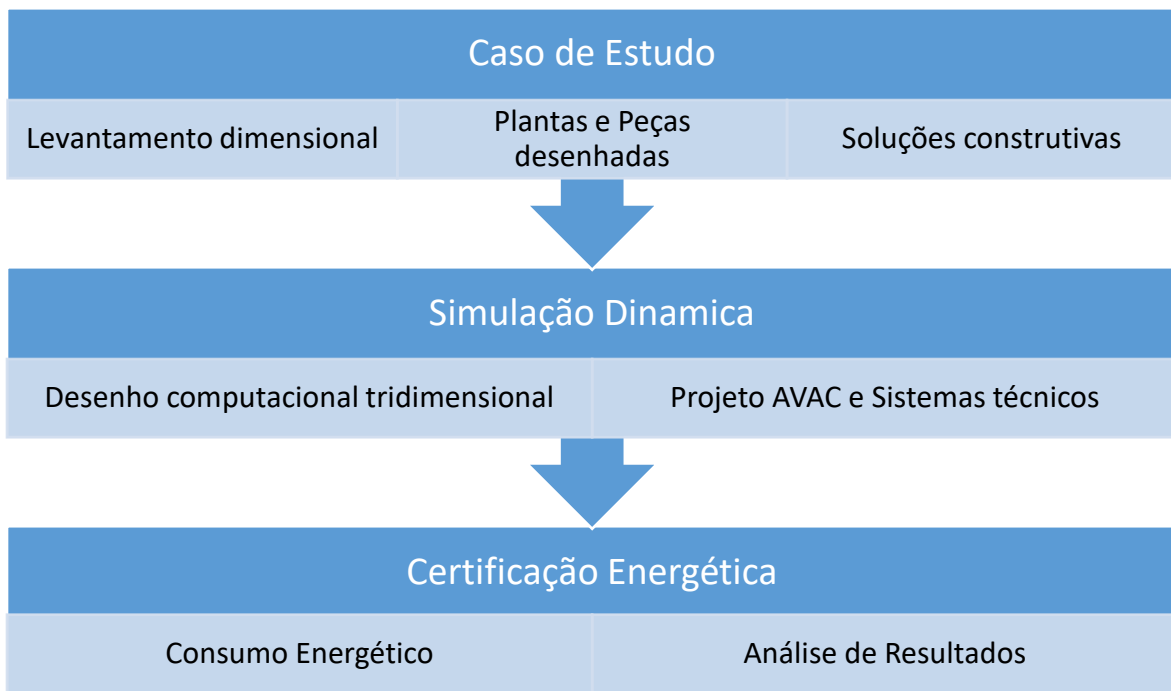 Caso de Estudo
Levantamento dimensional
Plantas e Peças
desenhadas
Soluções construtivas
Simulação Dinamica
Desenho computacional tridimensional
Projeto AVAC e Sistemas técnicos
Certificação Energética
Consumo Energético
Análise de Resultados